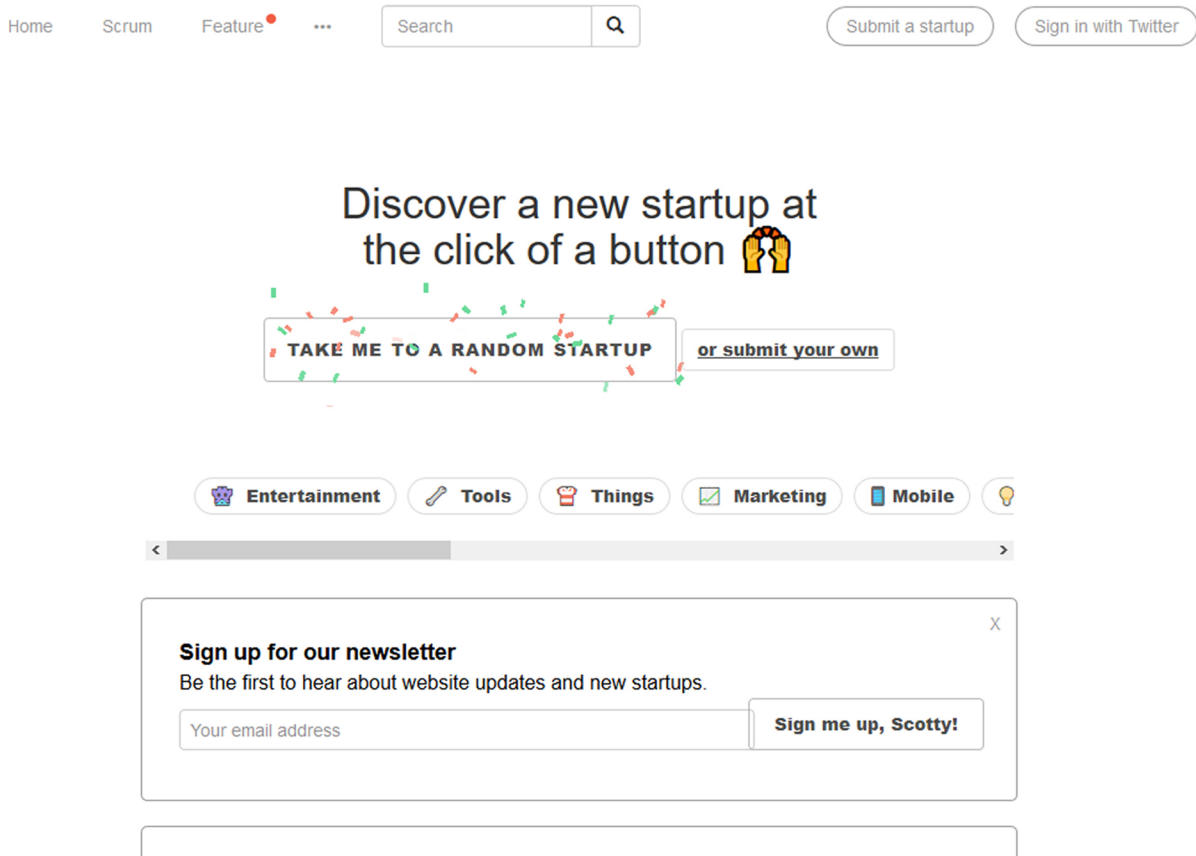 Home Scrum Feature ••• Search Submit a startup Sign in with Twitter
Discover a new startup at
the click of a button 🙌
TAKE ME TO A RANDOM STARTUP or submit your own
Entertainment Tools Things Marketing Mobile
X
Sign up for our newsletter
Be the first to hear about website updates and new startups.
Your email address Sign me up, Scotty!